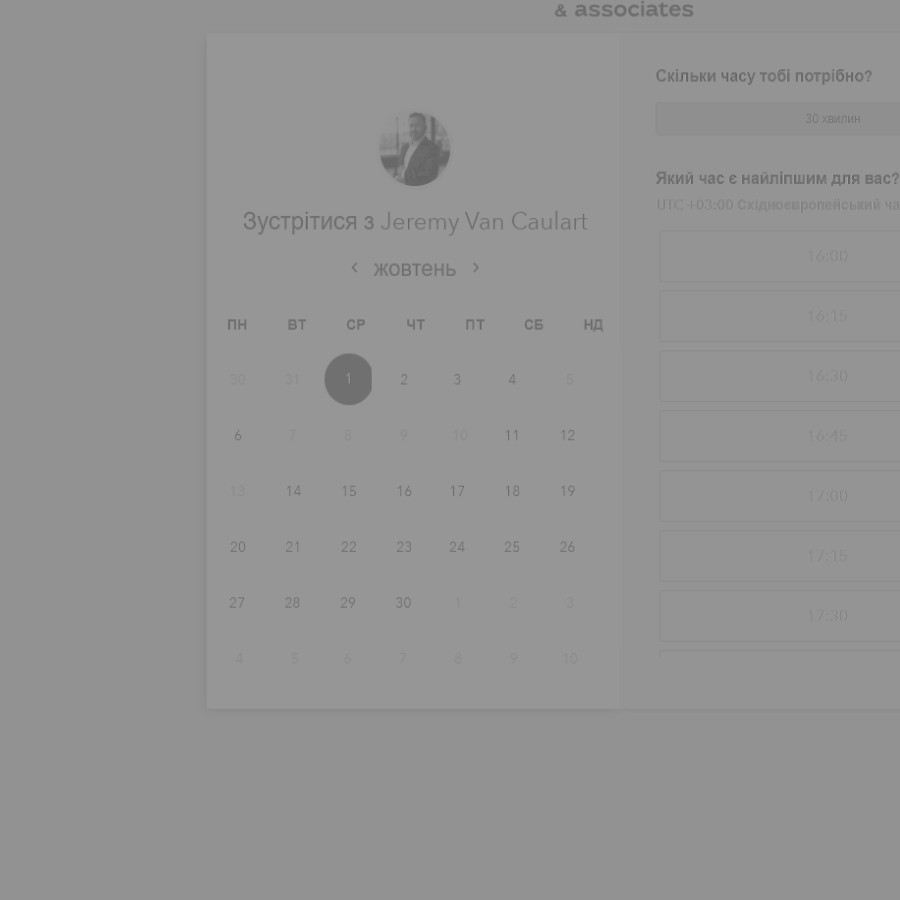 & associates
Зустрітися з Jeremy Van Caulart
‹ жовтень ›
ПН ВТ СР ЧТ ПТ СБ НД
30 31 1 2 3 4 5
6 7 8 9 10 11 12
13 14 15 16 17 18 19
20 21 22 23 24 25 26
27 28 29 30 1 2 3
4 5 6 7 8 9 10
Скільки часу тобі потрібно?
30 хвилин
Який час є найліпшим для вас?
UTC +03:00 Східноєвропейський ча
16:00
16:15
16:30
16:45
17:00
17:15
17:30